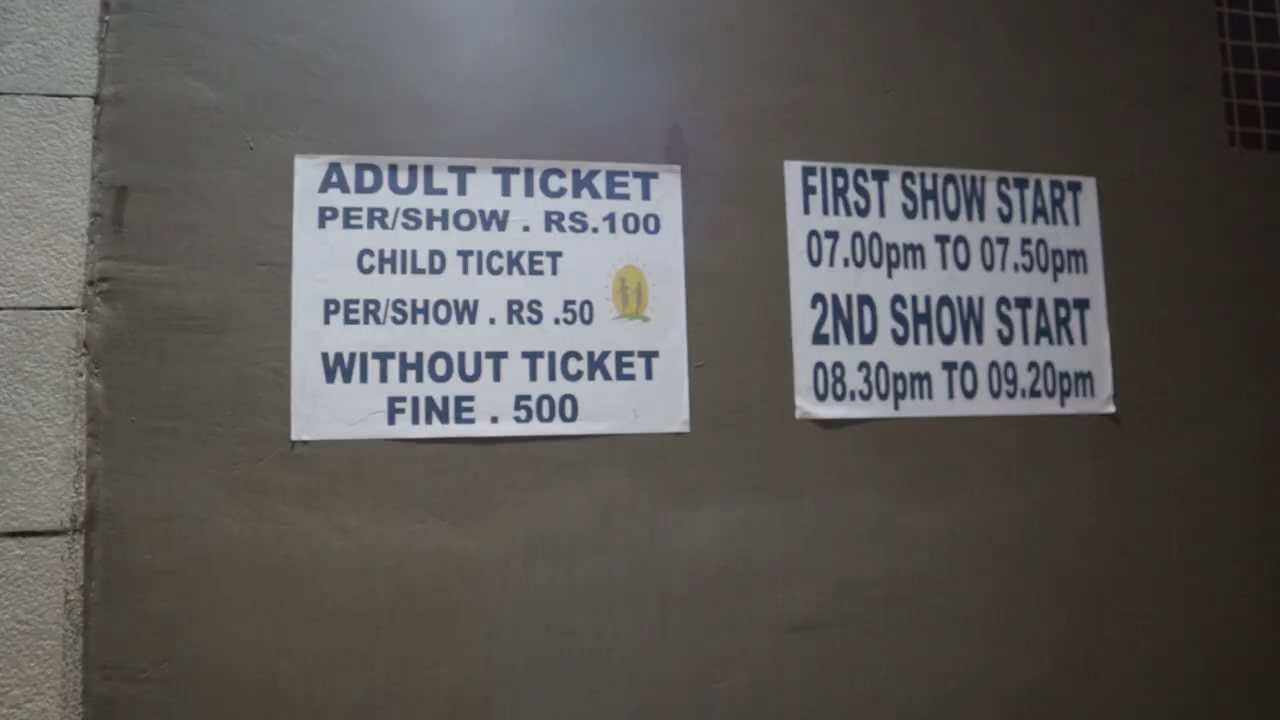 ADULT TICKET
PER/SHOW . RS.100
CHILD TICKET
PER/SHOW . RS .50
WITHOUT TICKET
FINE . 500
FIRST SHOW START
07.00pm TO 07.50pm
2ND SHOW START
08.30pm TO 09.20pm